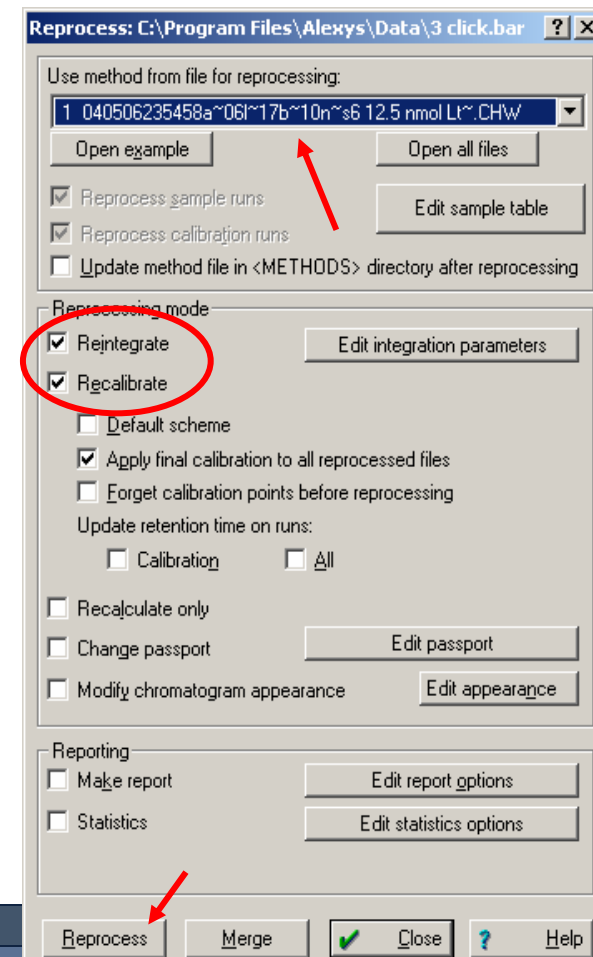 Reprocess: C:\Program Files\Alexys\Data\3 click.bar ? X
Use method from file for reprocessing:
1 040506235458a~06l~17b~10n~s6 12.5 nmol Lt~.CHW
Open example Open all files
Reprocess sample runs
Edit sample table
Reprocess calibration runs
Update method file in <METHODS> directory after reprocessing
Reprocessing mode
Reintegrate Edit integration parameters
Recalibrate
Default scheme
Apply final calibration to all reprocessed files
Forget calibration points before reprocessing
Update retention time on runs:
Calibration All
Recalculate only
Change passport Edit passport
Modify chromatogram appearance Edit appearance
Reporting
Make report Edit report options
Statistics Edit statistics options
Reprocess Merge Close ? Help